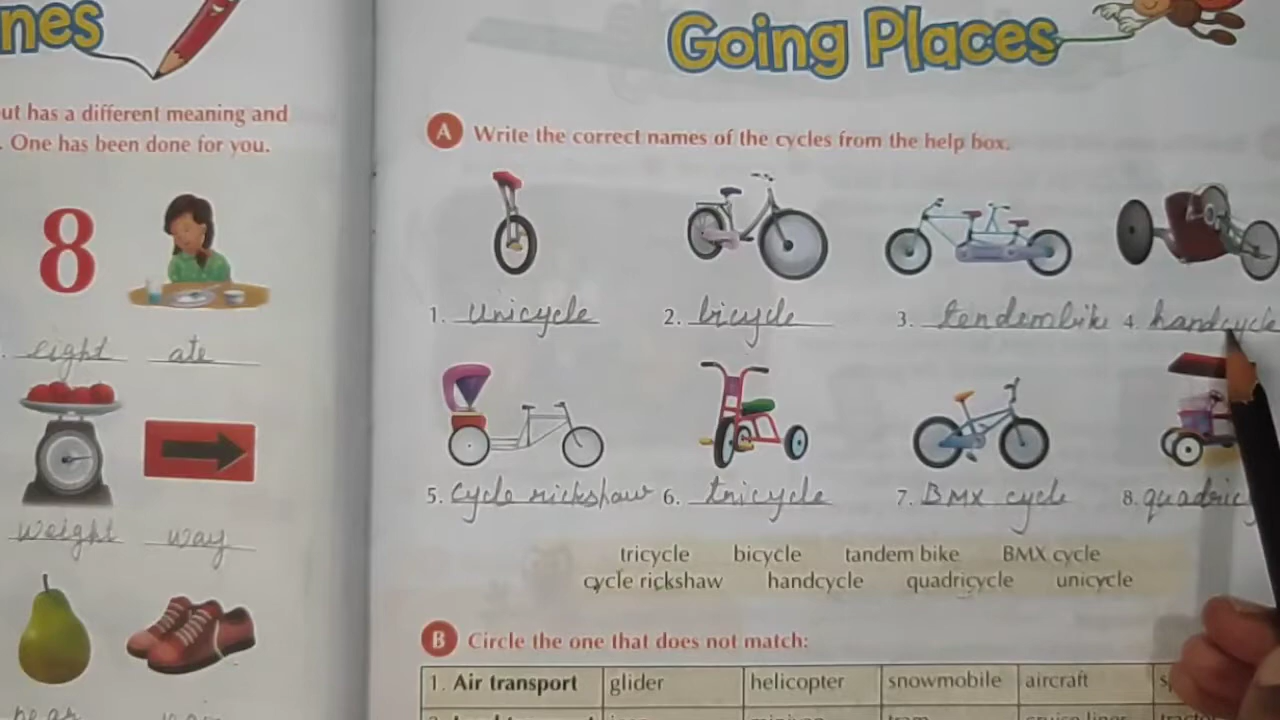 nes
ut has a different meaning and
. One has been done for you.
8
eight ate
weight way
Going Places
A Write the correct names of the cycles from the help box.
1. unicycle 2. bicycle 3. tendembike 4. handcycle
5. Cycle rickshaw 6. tricycle 7. BMX cycle 8. quadric
tricycle bicycle tandem bike BMX cycle
cycle rickshaw handcycle quadricycle unicycle
B Circle the one that does not match:
1. Air transport glider helicopter snowmobile aircraft